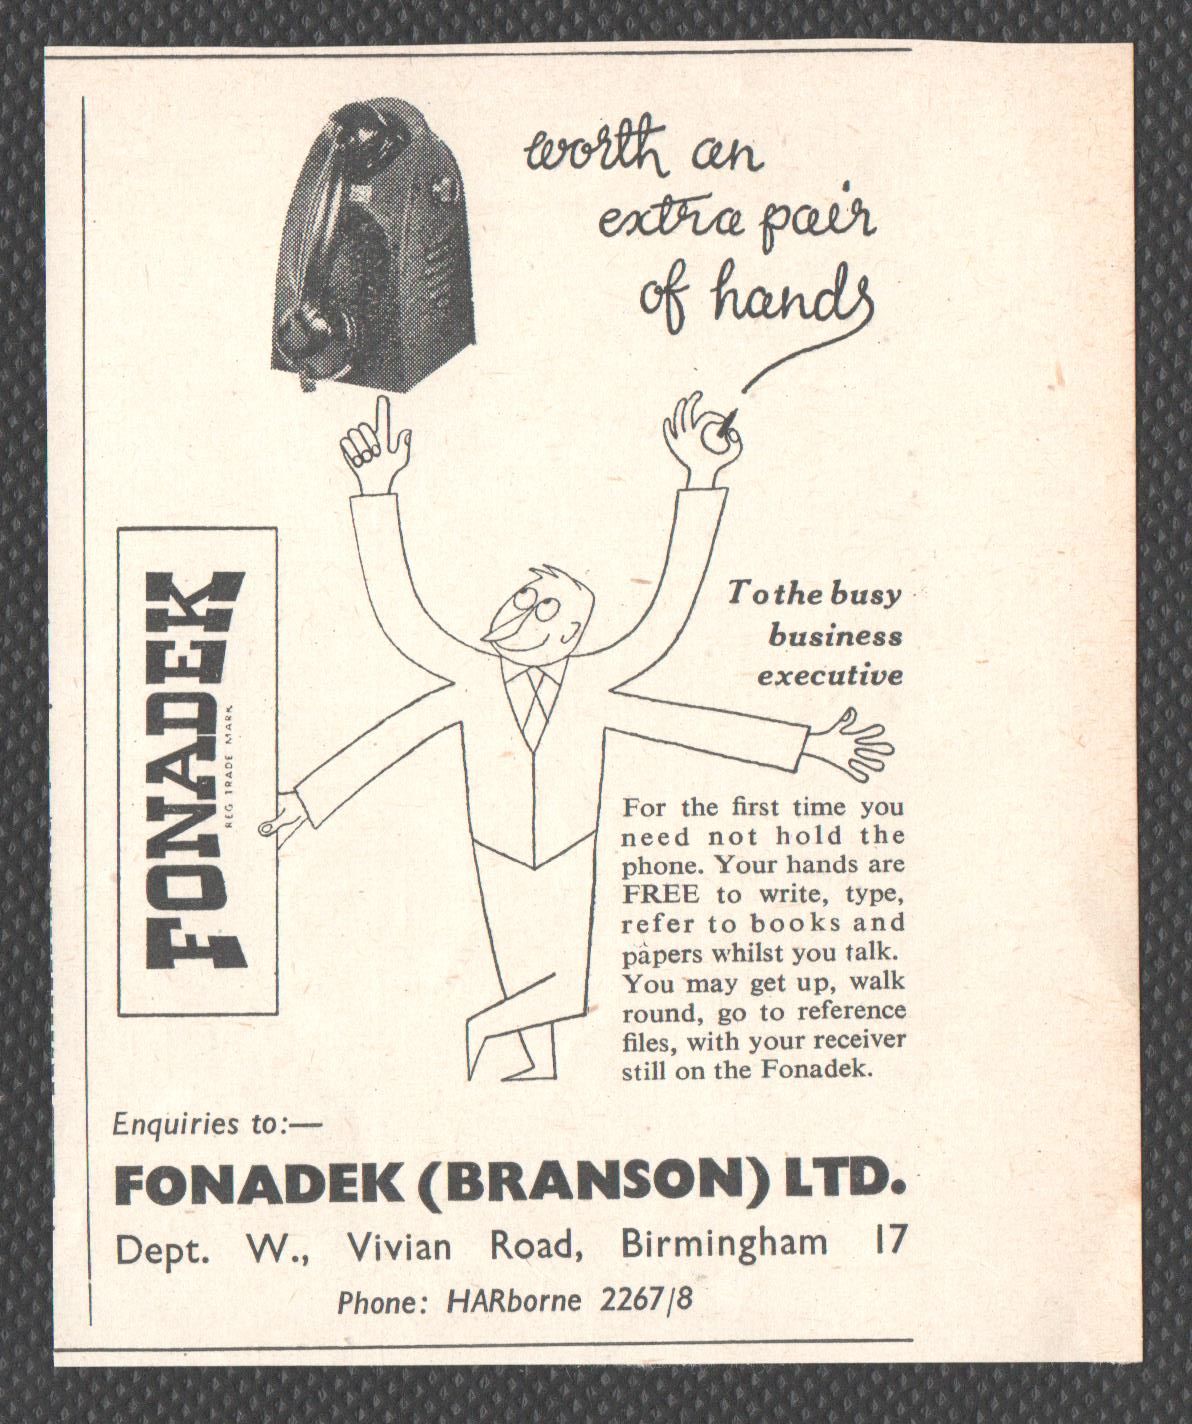 worth an
extra pair
of hands
FONADEK
REG TRADE MARK
To the busy
business
executive
For the first time you
need not hold the
phone. Your hands are
FREE to write, type,
refer to books and
papers whilst you talk.
You may get up, walk
round, go to reference
files, with your receiver
still on the Fonadek.
Enquiries to:—
FONADEK (BRANSON) LTD.
Dept. W., Vivian Road, Birmingham 17
Phone: HARborne 2267/8